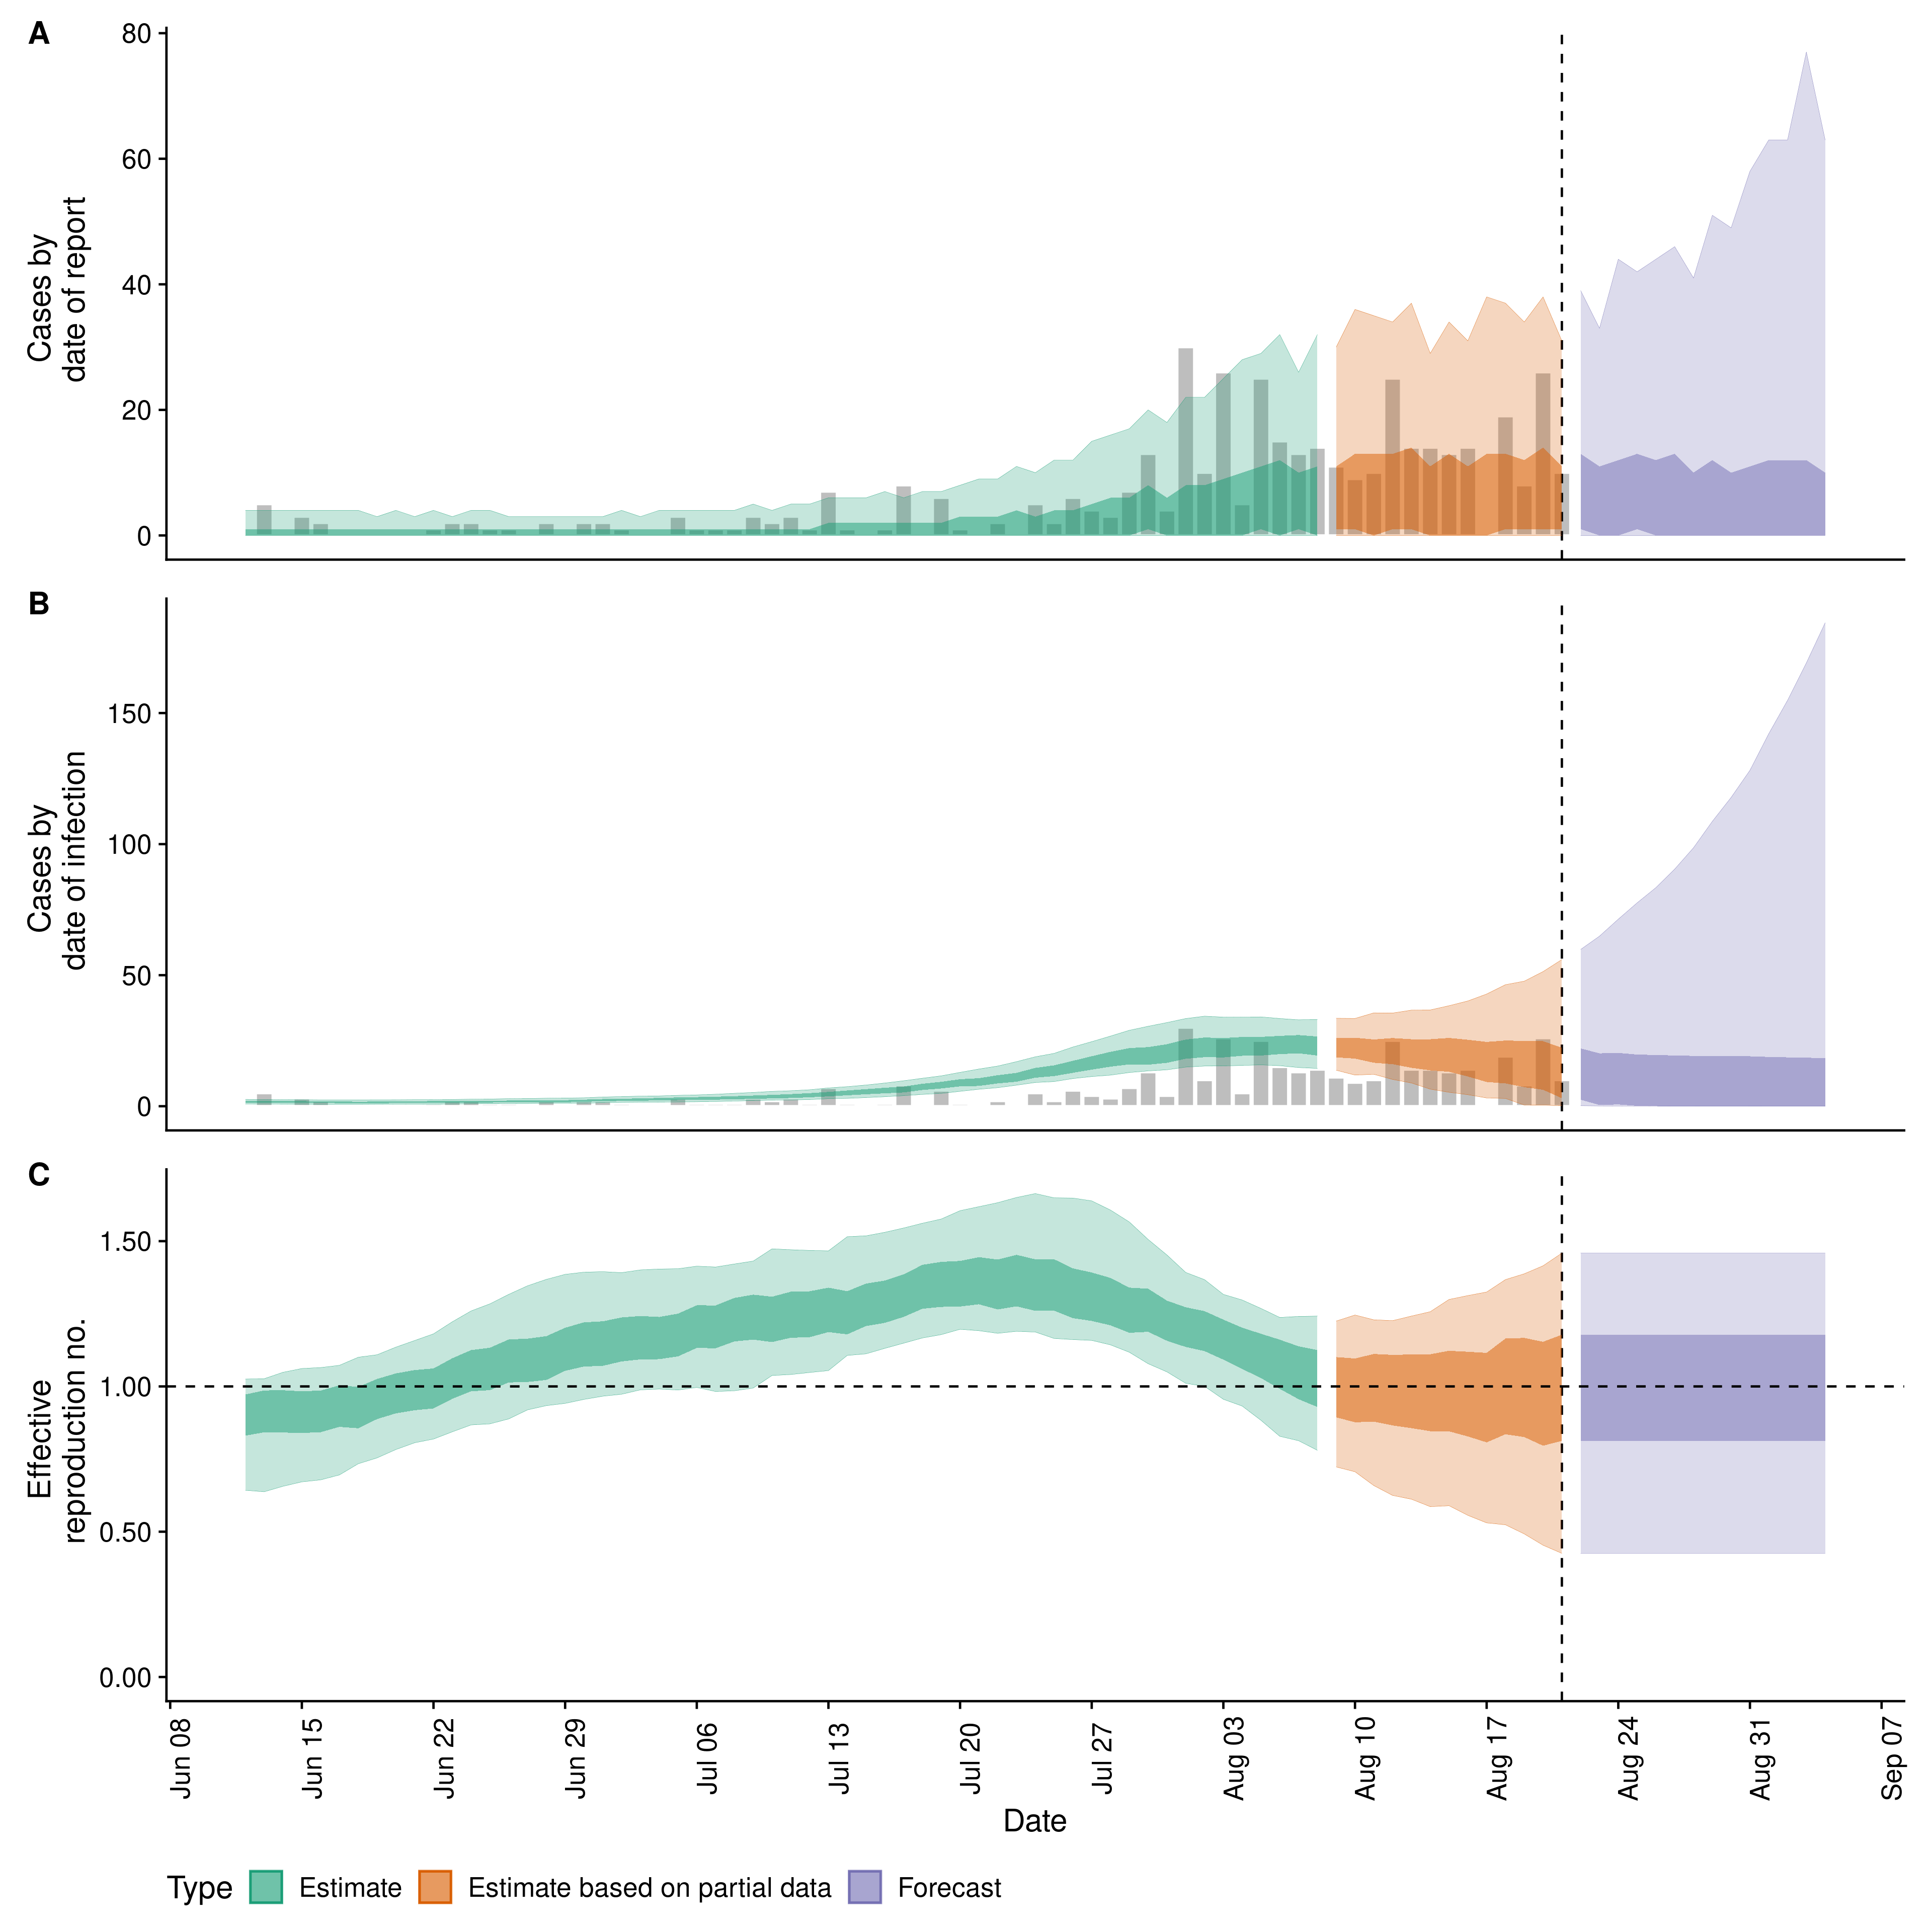 A
Cases by
date of report
80
60
40
20
0
B
Cases by
date of infection
150
100
50
0
C
Effective
reproduction no.
1.50
1.00
0.50
0.00
Jun 08
Jun 15
Jun 22
Jun 29
Jul 06
Jul 13
Jul 20
Jul 27
Aug 03
Aug 10
Aug 17
Aug 24
Aug 31
Sep 07
Date
Type Estimate Estimate based on partial data Forecast